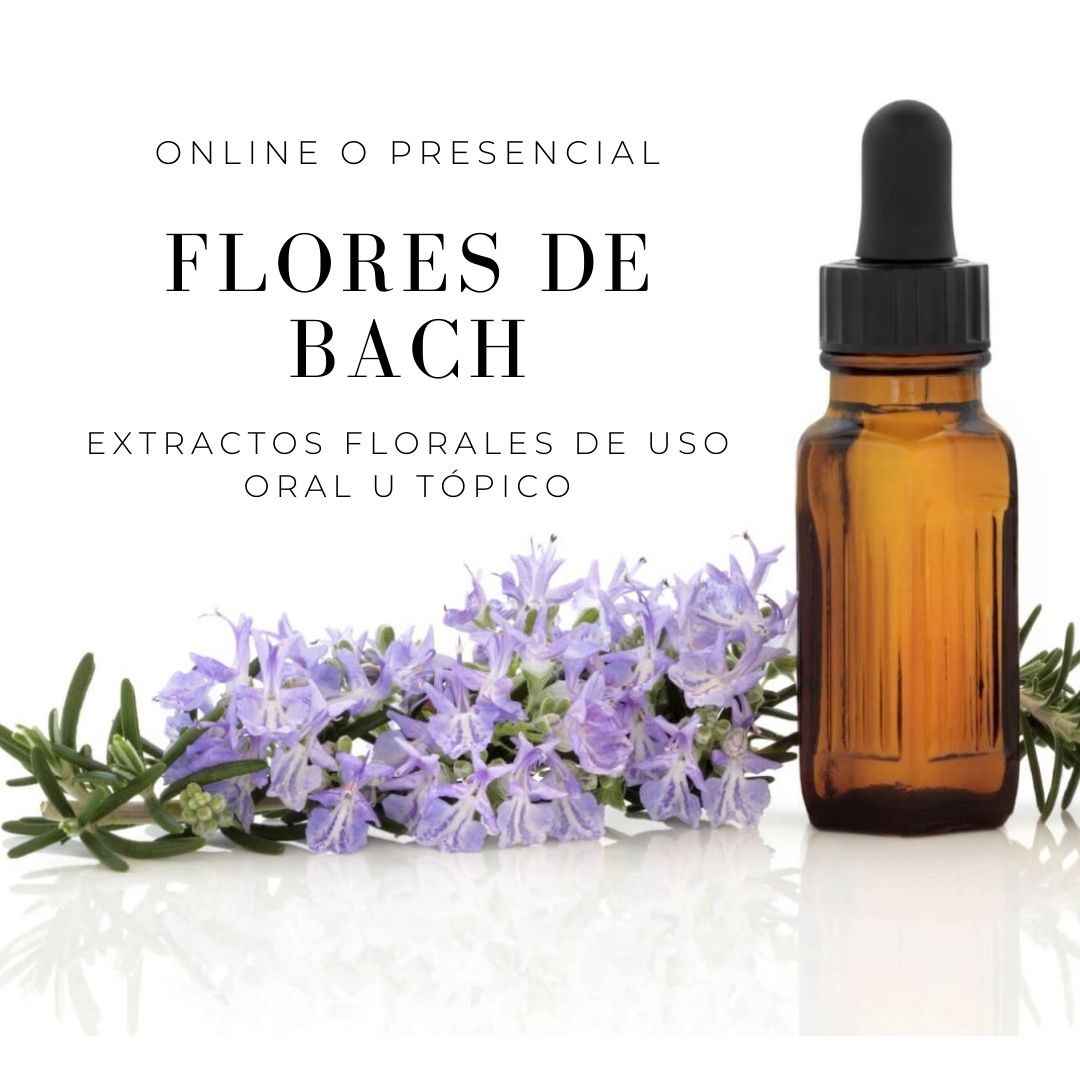 ONLINE O PRESENCIAL
FLORES DE
BACH
EXTRACTOS FLORALES DE USO
ORAL U TÓPICO